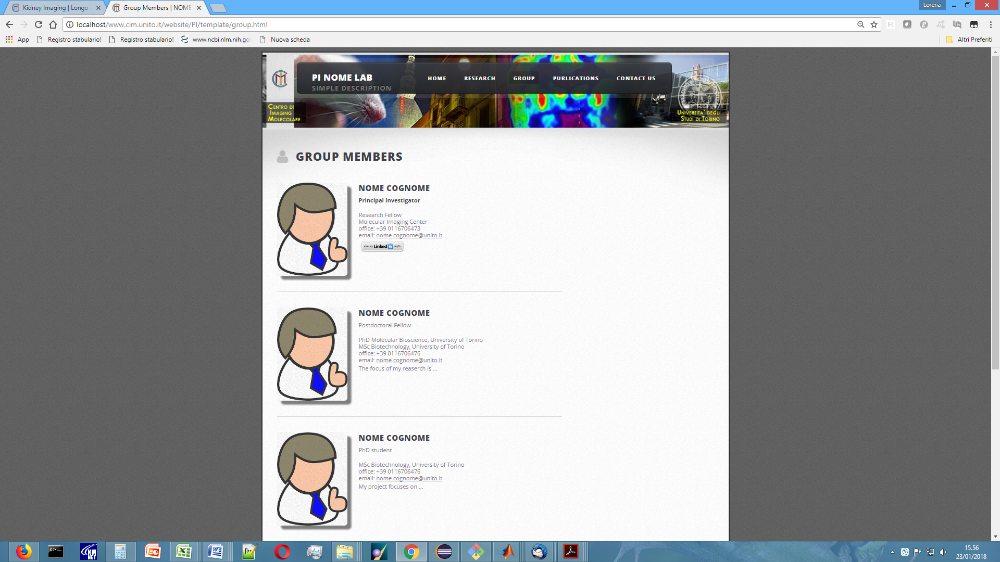 Kidney Imaging | Longo
Group Members | NOME
Lorena
localhost/www.cim.unito.it/website/PI/template/group.html
App
Registro stabulario!
Registro stabulario!
www.ncbi.nlm.nih.gov
Nuova scheda
Altri Preferiti
PI NOME LAB
SIMPLE DESCRIPTION
HOME
RESEARCH
GROUP
PUBLICATIONS
CONTACT US
CENTRO DI
IMAGING
MOLECOLARE
UNIVERSITA' DEGLI
STUDI DI TORINO
GROUP MEMBERS
NOME COGNOME
Principal Investigator
Research Fellow
Molecular Imaging Center
office: +39 0116706473
email: nome.cognome@unito.it
view my Linked in profile
NOME COGNOME
Postdoctoral Fellow
PhD Molecular Bioscience, University of Torino
MSc Biotechnology, University of Torino
office: +39 0116706476
email: nome.cognome@unito.it
The focus of my reaserch is ...
NOME COGNOME
PhD student
MSc Biotechnology, University of Torino
office: +39 0116706476
email: nome.cognome@unito.it
My project focuses on ...
KM
NET
15.56
23/01/2018